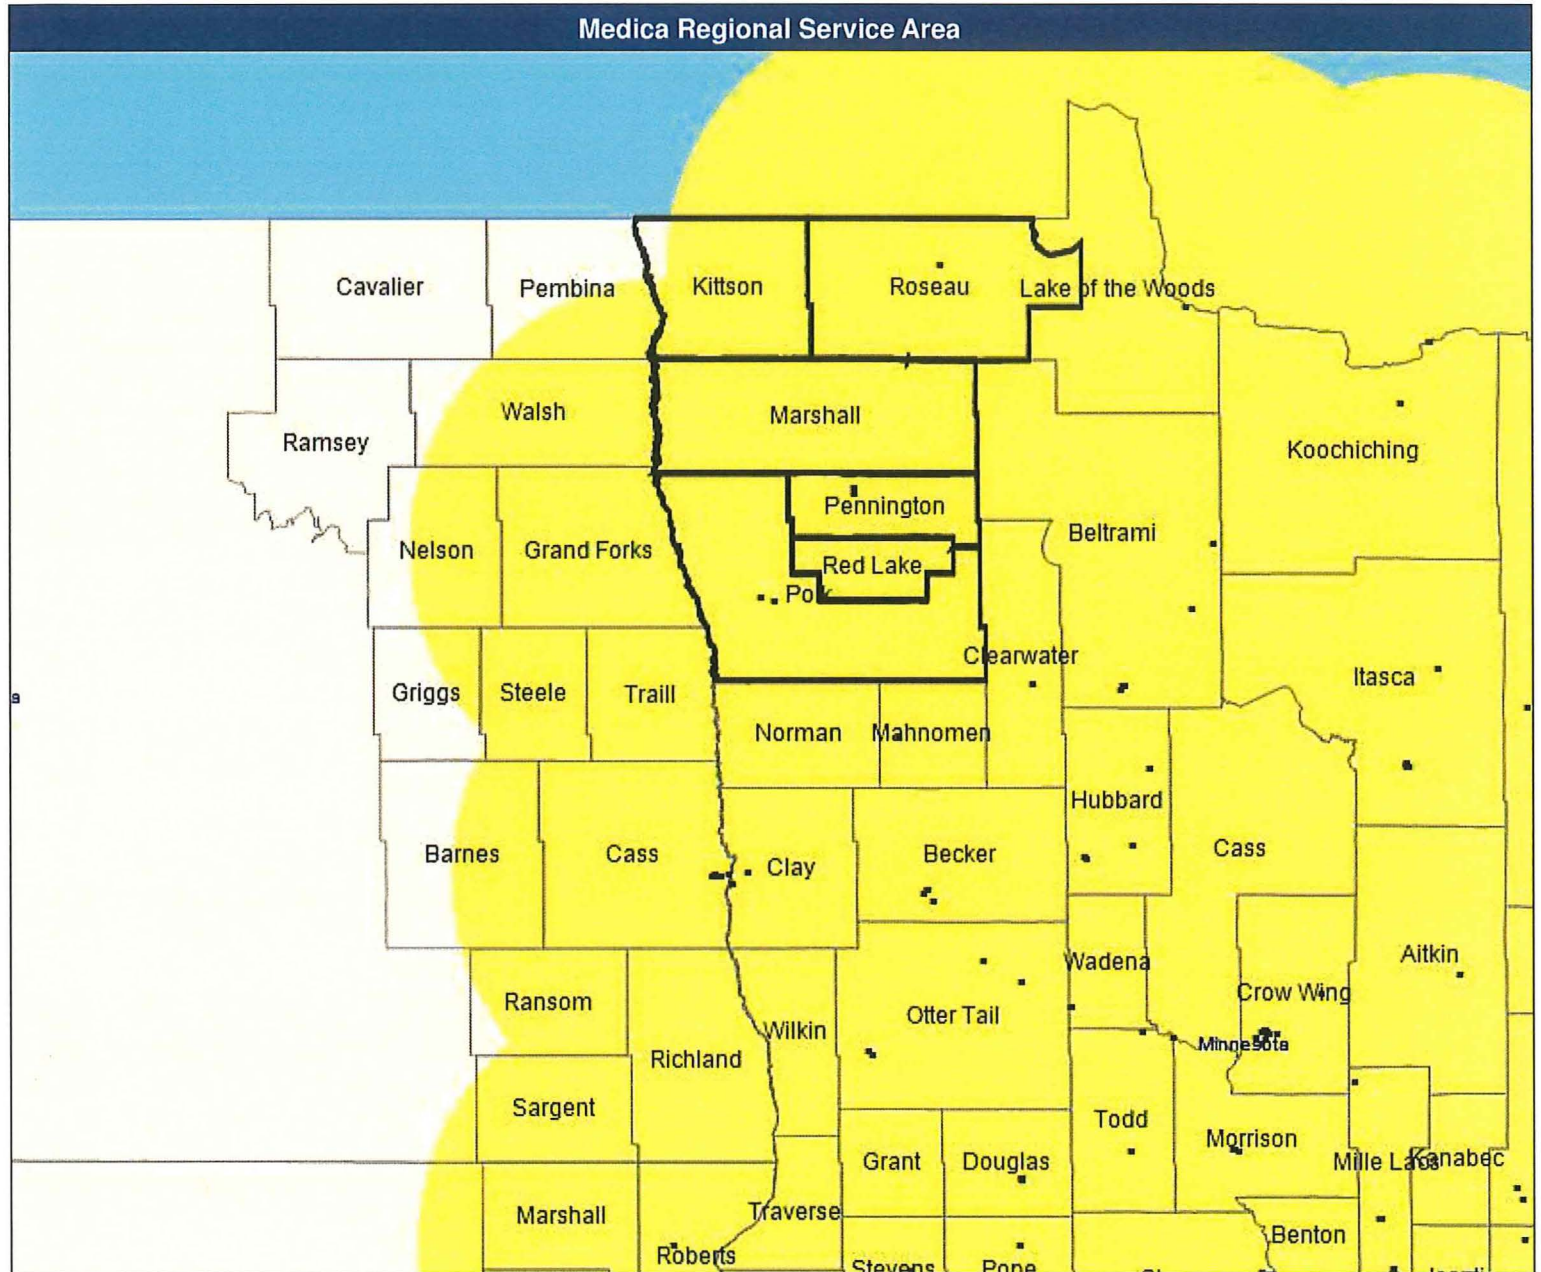 Medica Regional Service Area
Cavalier
Pembina
Kittson
Roseau
Lake of the Woods
Walsh
Marshall
Ramsey
Koochiching
Pennington
Nelson
Grand Forks
Beltrami
Red Lake
Polk
Clearwater
Griggs
Steele
Traill
Itasca
Norman
Mahnomen
Hubbard
Barnes
Cass
Clay
Becker
Cass
Wadena
Aitkin
Ransom
Crow Wing
Otter Tail
Wilkin
Minnesota
Richland
Sargent
Todd
Morrison
Grant
Douglas
Mille Lacs
Kanabec
Marshall
Traverse
Benton
Roberts
Stevens
Pope